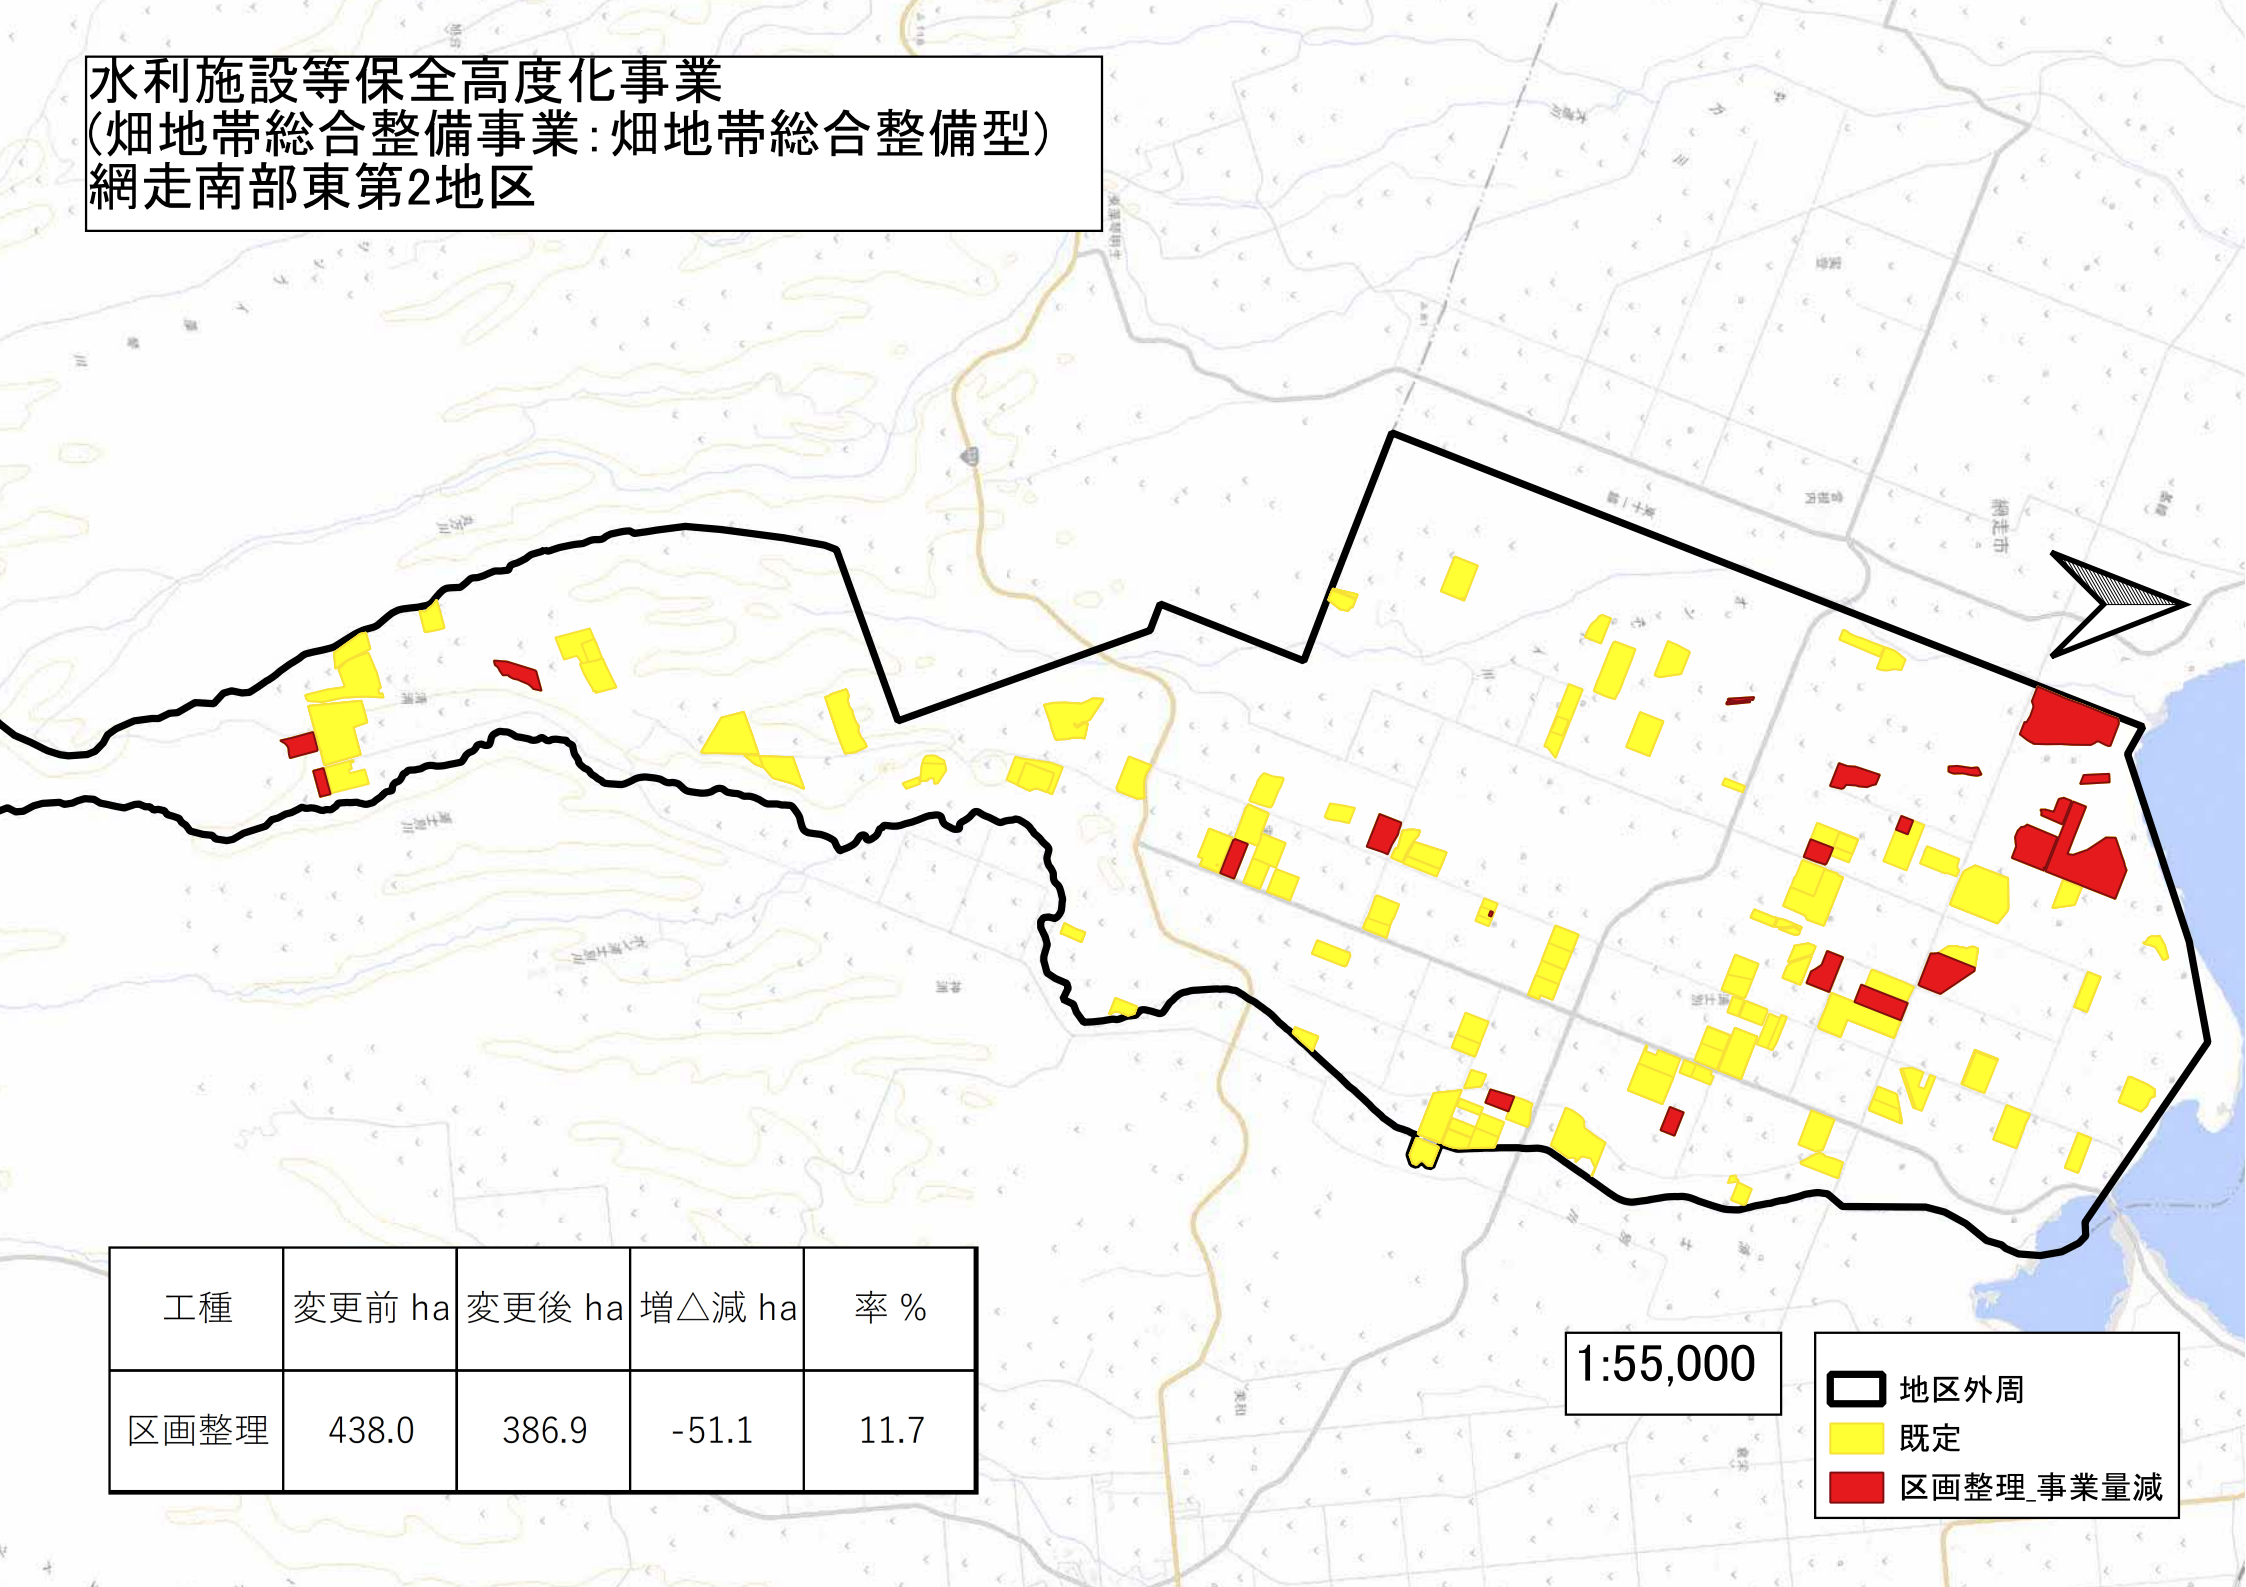 水利施設等保全高度化事業
(畑地帯総合整備事業:畑地帯総合整備型)
網走南部東第2地区
網走市
工種 変更前 ha 変更後 ha 増△減 ha 率 %
区画整理 438.0 386.9 -51.1 11.7
1:55,000
地区外周
既定
区画整理_事業量減